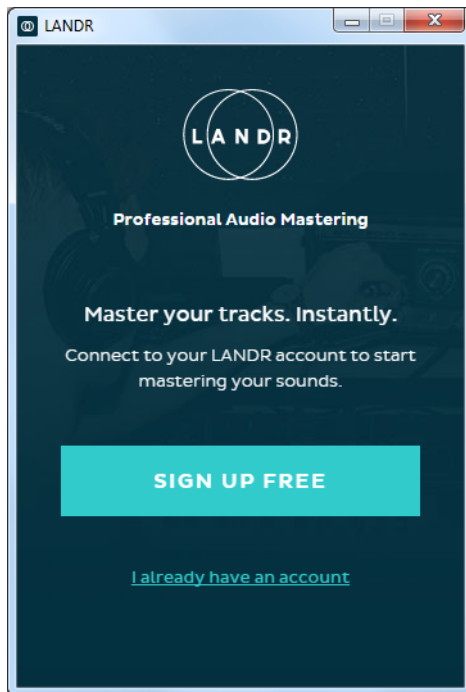 LANDR
LANDR
Professional Audio Mastering
Master your tracks. Instantly.
Connect to your LANDR account to start
mastering your sounds.
SIGN UP FREE
I already have an account